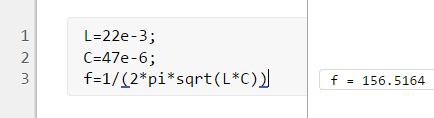 1 L=22e-3;
2 C=47e-6;
3 f=1/(2*pi*sqrt(L*C))
f = 156.5164